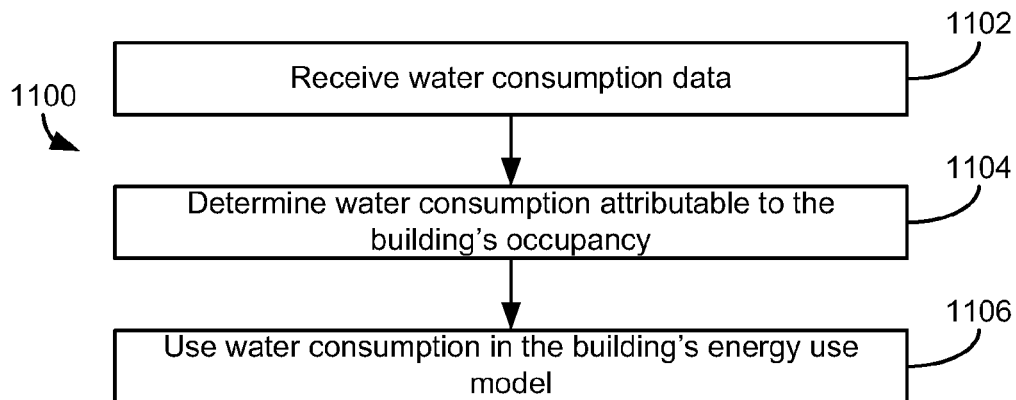 1102
Receive water consumption data
1100
1104
Determine water consumption attributable to the
building's occupancy
1106
Use water consumption in the building's energy use
model